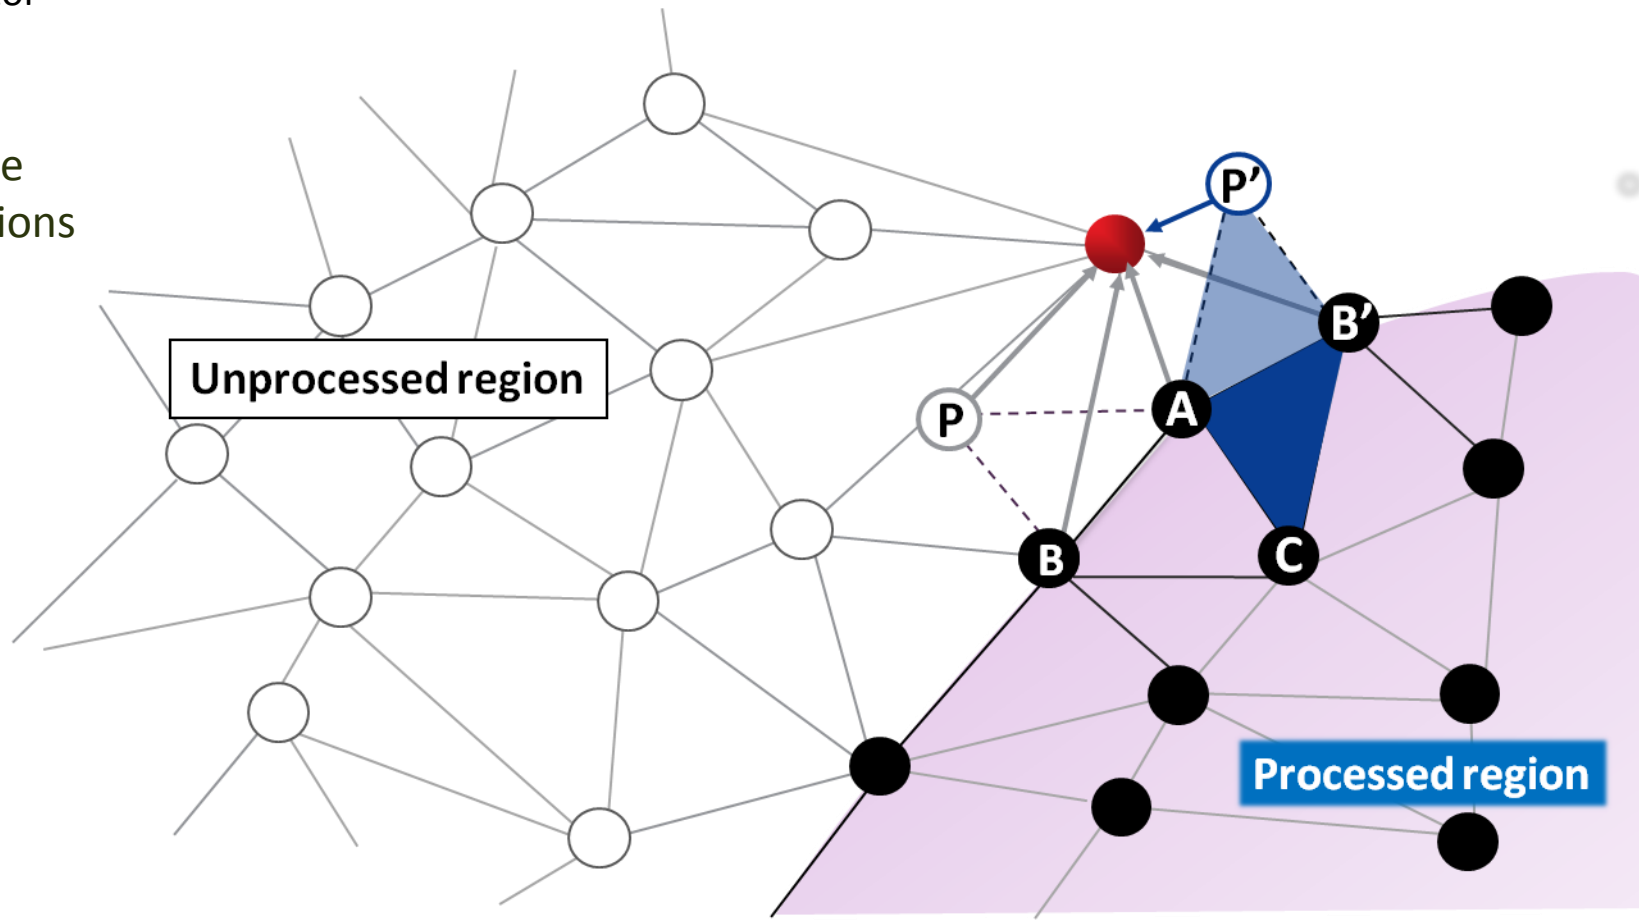 P’
B’
Unprocessed region
A
P
B
C
Processed region